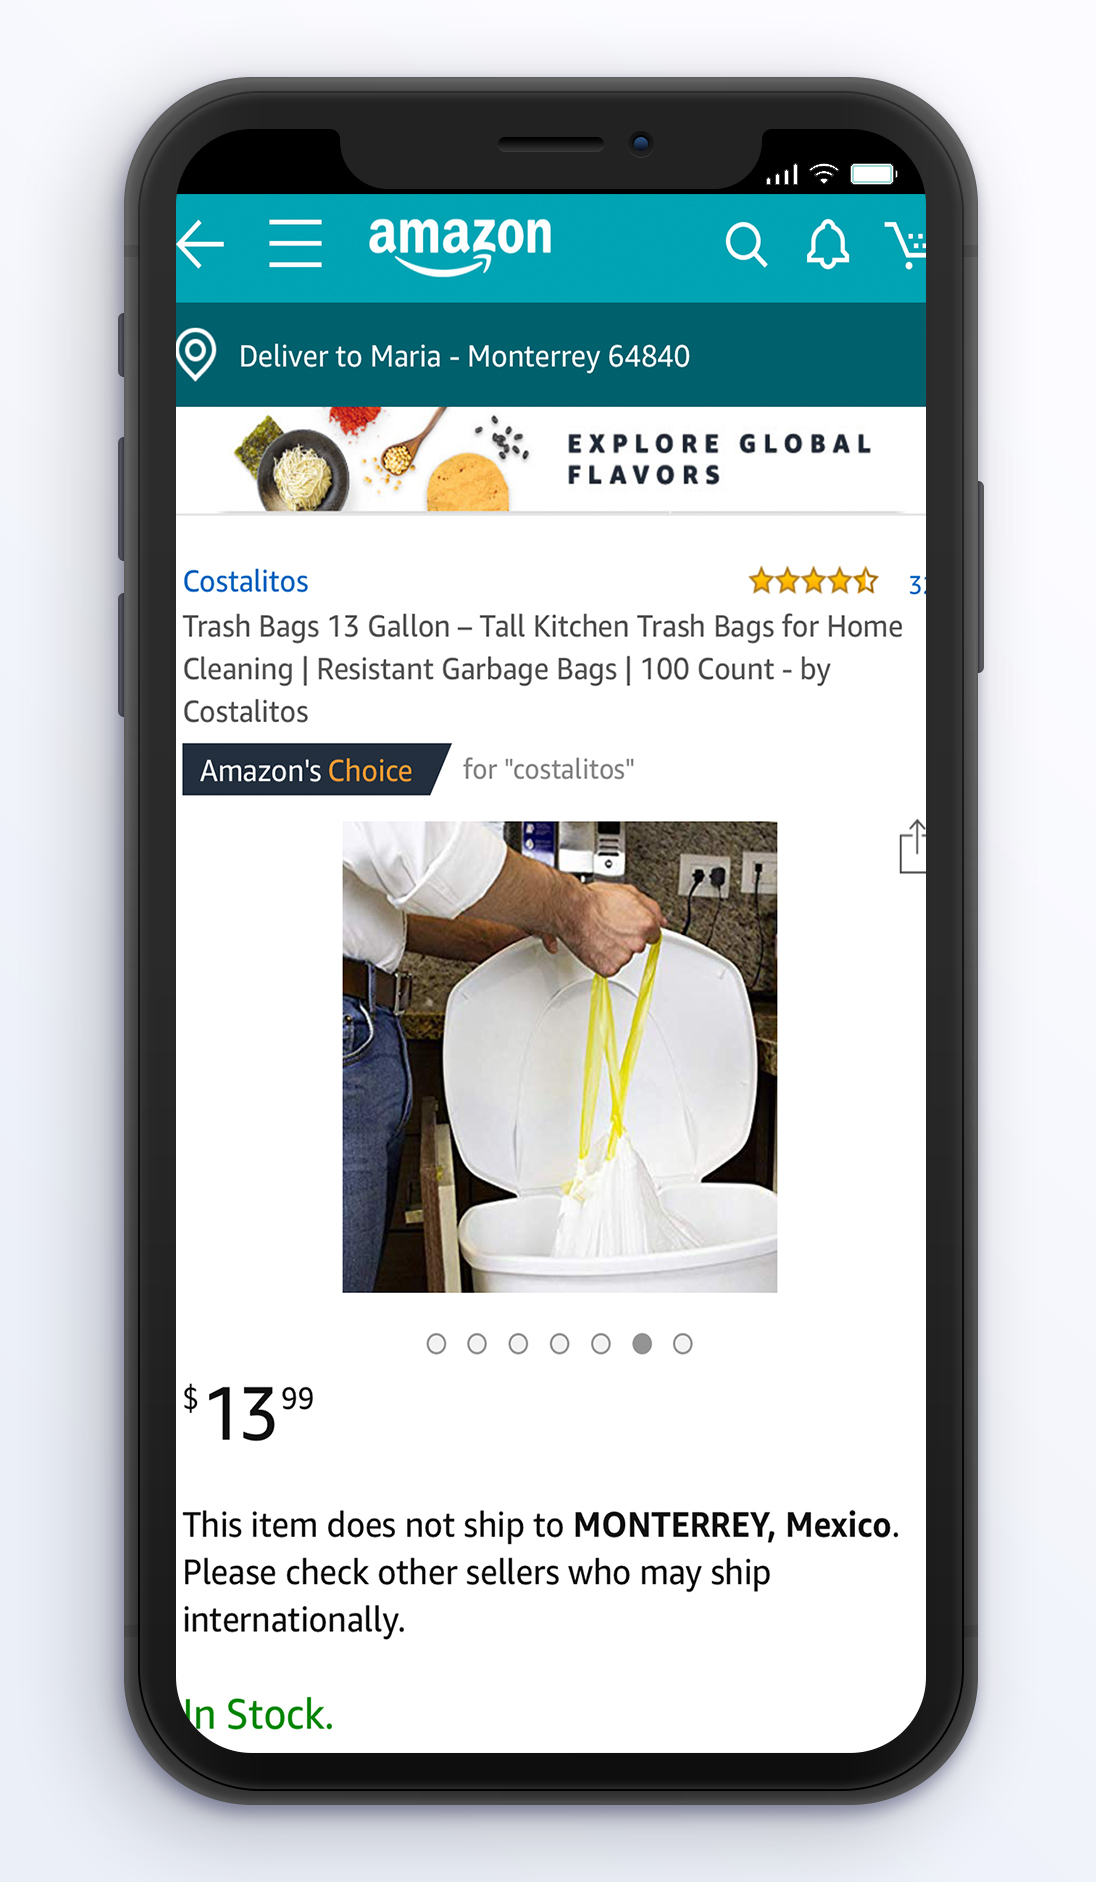 amazon
Deliver to Maria - Monterrey 64840
EXPLORE GLOBAL
FLAVORS
Costalitos
Trash Bags 13 Gallon – Tall Kitchen Trash Bags for Home
Cleaning | Resistant Garbage Bags | 100 Count - by
Costalitos
Amazon's Choice for "costalitos"
$13 99
This item does not ship to MONTERREY, Mexico.
Please check other sellers who may ship
internationally.
In Stock.